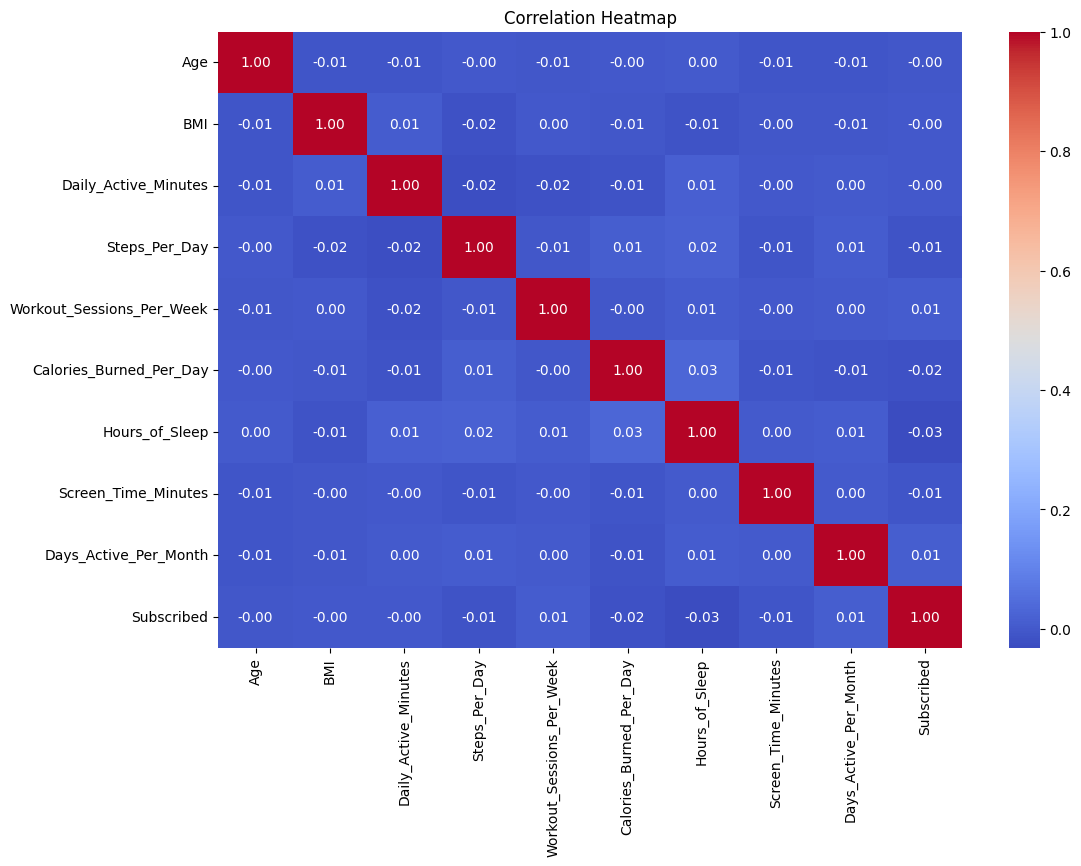 Correlation Heatmap
Age 1.00 -0.01 -0.01 -0.00 -0.01 -0.00 0.00 -0.01 -0.01 -0.00
BMI -0.01 1.00 0.01 -0.02 0.00 -0.01 -0.01 -0.00 -0.01 -0.00
Daily_Active_Minutes -0.01 0.01 1.00 -0.02 -0.02 -0.01 0.01 -0.00 0.00 -0.00
Steps_Per_Day -0.00 -0.02 -0.02 1.00 -0.01 0.01 0.02 -0.01 0.01 -0.01
Workout_Sessions_Per_Week -0.01 0.00 -0.02 -0.01 1.00 -0.00 0.01 -0.00 0.00 0.01
Calories_Burned_Per_Day -0.00 -0.01 -0.01 0.01 -0.00 1.00 0.03 -0.01 -0.01 -0.02
Hours_of_Sleep 0.00 -0.01 0.01 0.02 0.01 0.03 1.00 0.00 0.01 -0.03
Screen_Time_Minutes -0.01 -0.00 -0.00 -0.01 -0.00 -0.01 0.00 1.00 0.00 -0.01
Days_Active_Per_Month -0.01 -0.01 0.00 0.01 0.00 -0.01 0.01 0.00 1.00 0.01
Subscribed -0.00 -0.00 -0.00 -0.01 0.01 -0.02 -0.03 -0.01 0.01 1.00
Age
BMI
Daily_Active_Minutes
Steps_Per_Day
Workout_Sessions_Per_Week
Calories_Burned_Per_Day
Hours_of_Sleep
Screen_Time_Minutes
Days_Active_Per_Month
Subscribed
1.0
0.8
0.6
0.4
0.2
0.0